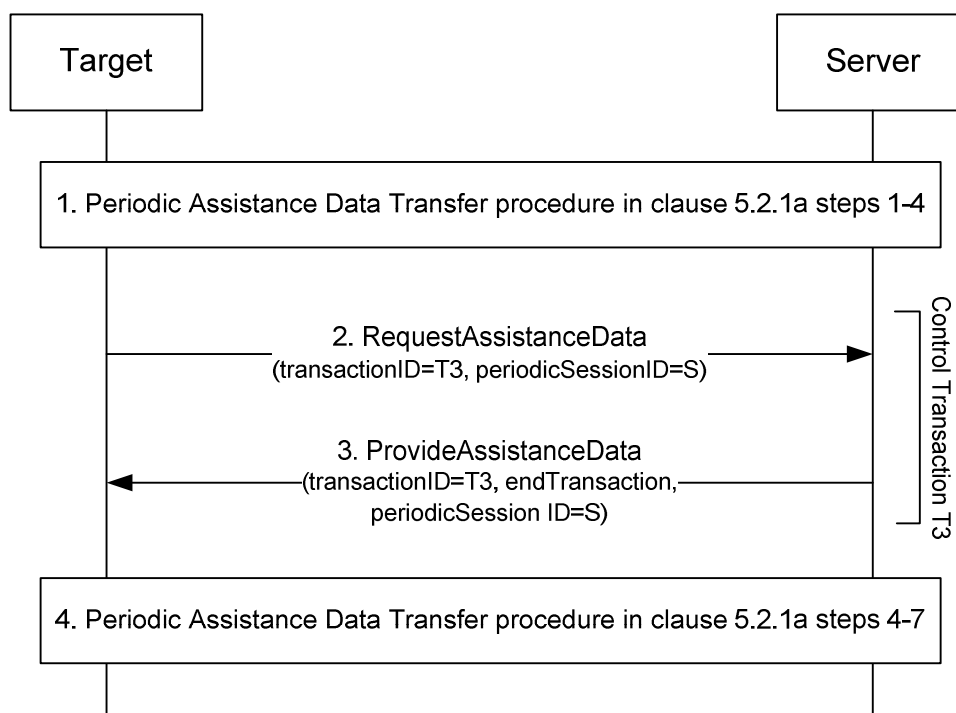 Target
Server
1. Periodic Assistance Data Transfer procedure in clause 5.2.1a steps 1-4
2. RequestAssistanceData
(transactionID=T3, periodicSessionID=S)
3. ProvideAssistanceData
(transactionID=T3, endTransaction,
periodicSession ID=S)
Control Transaction T3
4. Periodic Assistance Data Transfer procedure in clause 5.2.1a steps 4-7